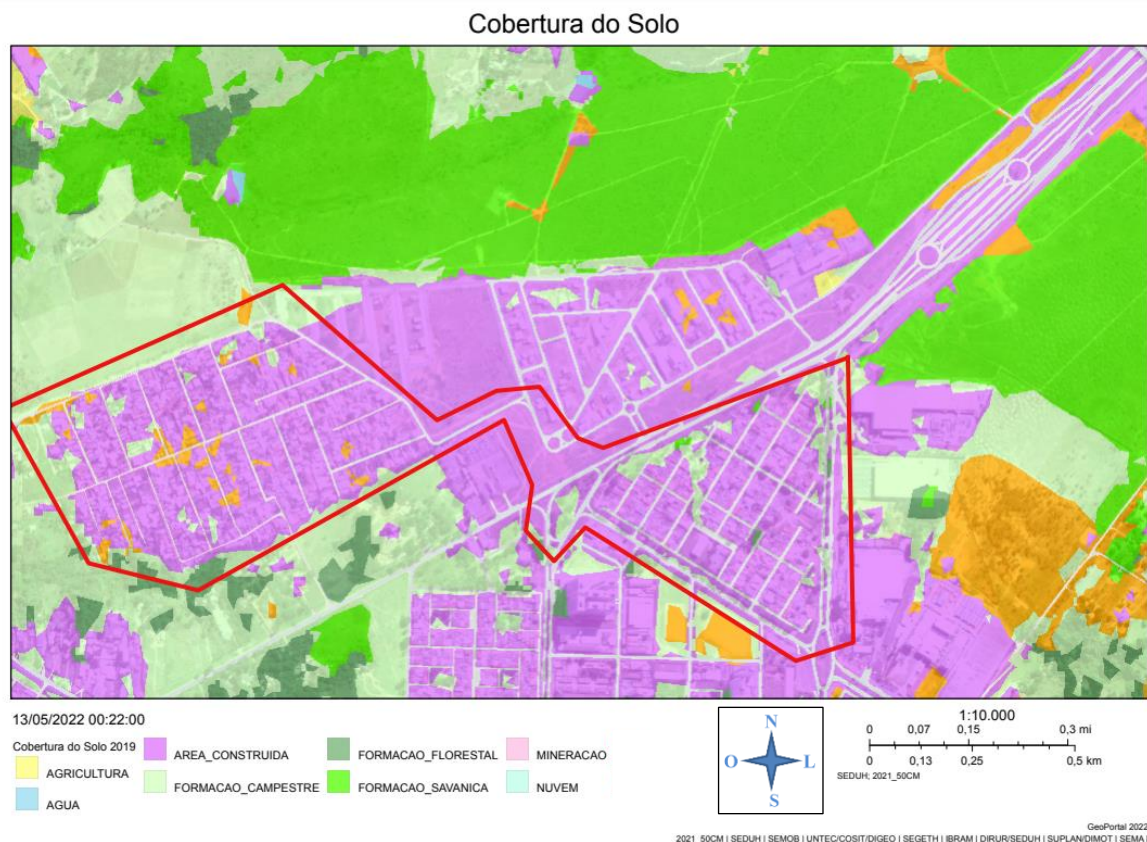 Cobertura do Solo
13/05/2022 00:22:00
Cobertura do Solo 2019
AGRICULTURA
AGUA
AREA_CONSTRUIDA
FORMACAO_CAMPESTRE
FORMACAO_FLORESTAL
FORMACAO_SAVANICA
MINERACAO
NUVEM
N
O L
S
1:10.000
0 0,07 0,15 0,3 mi
0 0,13 0,25 0,5 km
SEDUH; 2021_50CM
GeoPortal 2022
2021_50CM | SEDUH | SEMOB | UNTEC/COSIT/DIGEO | SEGETH | IBRAM | DIRUR/SEDUH | SUPLAN/DIMOT | SEMA |